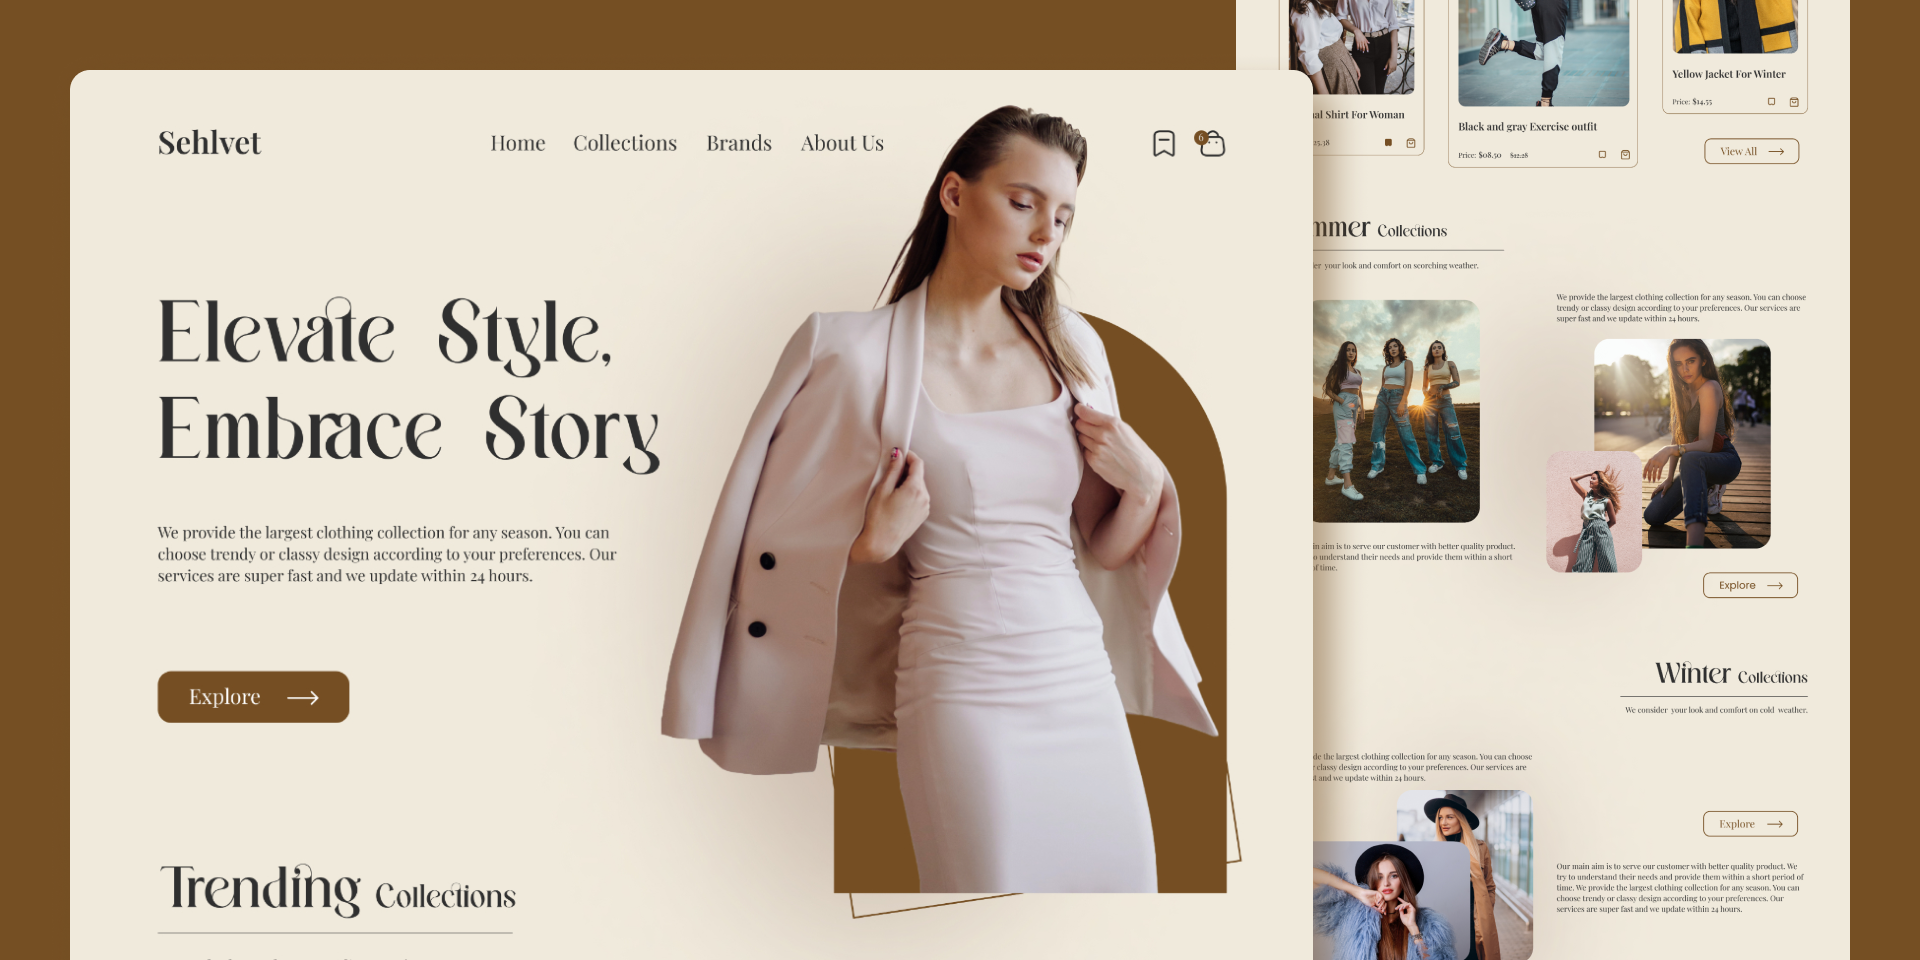 Sehlvet
Home
Collections
Brands
About Us
6
Elevate Style,
Embrace Story
We provide the largest clothing collection for any season. You can
choose trendy or classy design according to your preferences. Our
services are super fast and we update within 24 hours.
Explore
Trending Collections
Shirt For Woman
Black and gray Exercise outfit
Price: $08.50 $12.28
Yellow Jacket For Winter
Price: $14.55
View All
Collections
your look and comfort on scorching weather.
We provide the largest clothing collection for any season. You can choose
trendy or classy design according to your preferences. Our services are
super fast and we update within 24 hours.
aim is to serve our customer with better quality product.
understand their needs and provide them within a short
of time.
Explore
Winter Collections
We consider your look and comfort on cold weather.
the largest clothing collection for any season. You can choose
classy design according to your preferences. Our services are
and we update within 24 hours.
Explore
Our main aim is to serve our customer with better quality product. We
try to understand their needs and provide them within a short period of
time. We provide the largest clothing collection for any season. You can
choose trendy or classy design according to your preferences. Our
services are super fast and we update within 24 hours.